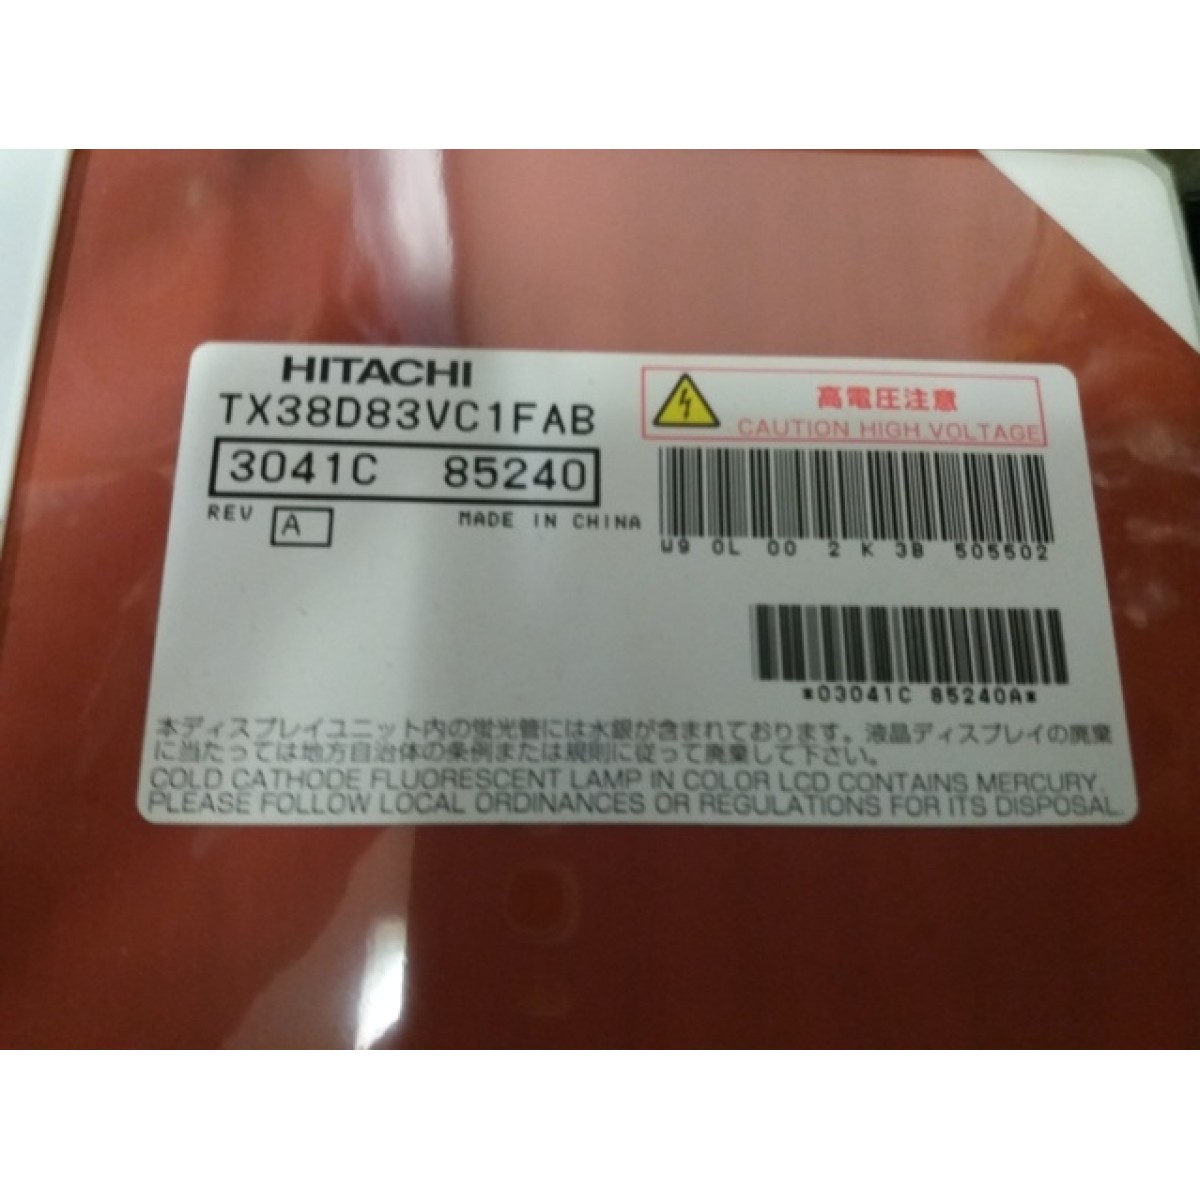 HITACHI
TX38D83VC1FAB
3041C 85240
REV A MADE IN CHINA
高電圧注意
CAUTION HIGH VOLTAGE
W9 0L 00 2 K 3B 505502
*03041C 85240A*
本ディスプレイユニット内の蛍光管には水銀が含まれております。液晶ディスプレイの廃棄
に当たっては地方自治体の条例または規則に従って廃棄して下さい。
COLD CATHODE FLUORESCENT LAMP IN COLOR LCD CONTAINS MERCURY.
PLEASE FOLLOW LOCAL ORDINANCES OR REGULATIONS FOR ITS DISPOSAL.